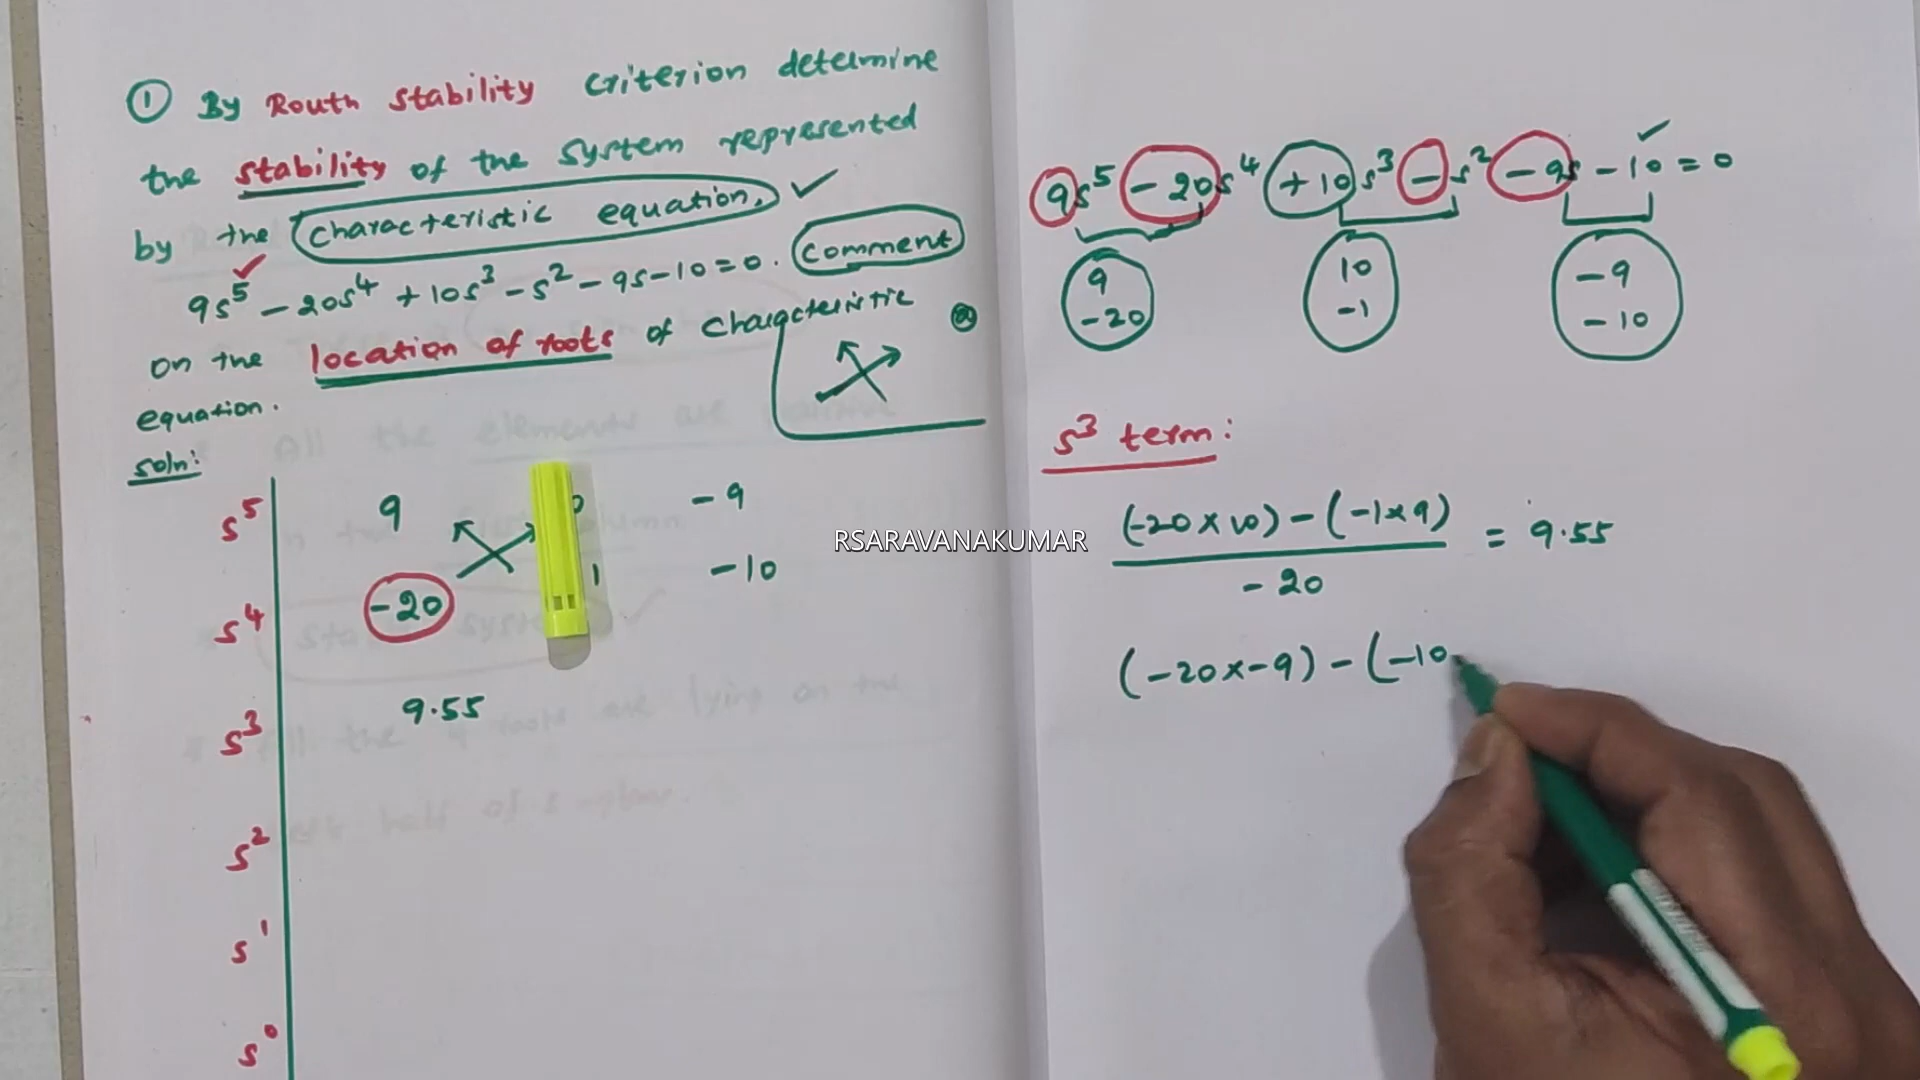 ① By Routh stability criterion determine
the stability of the system represented
by the characteristic equation, ✓
9s⁵ – 20s⁴ + 10s³ – s² – 9s – 10 = 0. comment
on the location of roots of characteristic
equation.
soln:
s⁵ 9 0 -9
s⁴ -20 1 -10
s³ 9.55
s²
s¹
s⁰
9s⁵ – 20s⁴ + 10s³ – s² – 9s – 10 = 0
9 10 -9
-20 -1 -10
s³ term:
(-20 x 10) – (-1 x 9)
= 9.55
-20
(-20 x -9) – (-10
RSARAVANAKUMAR